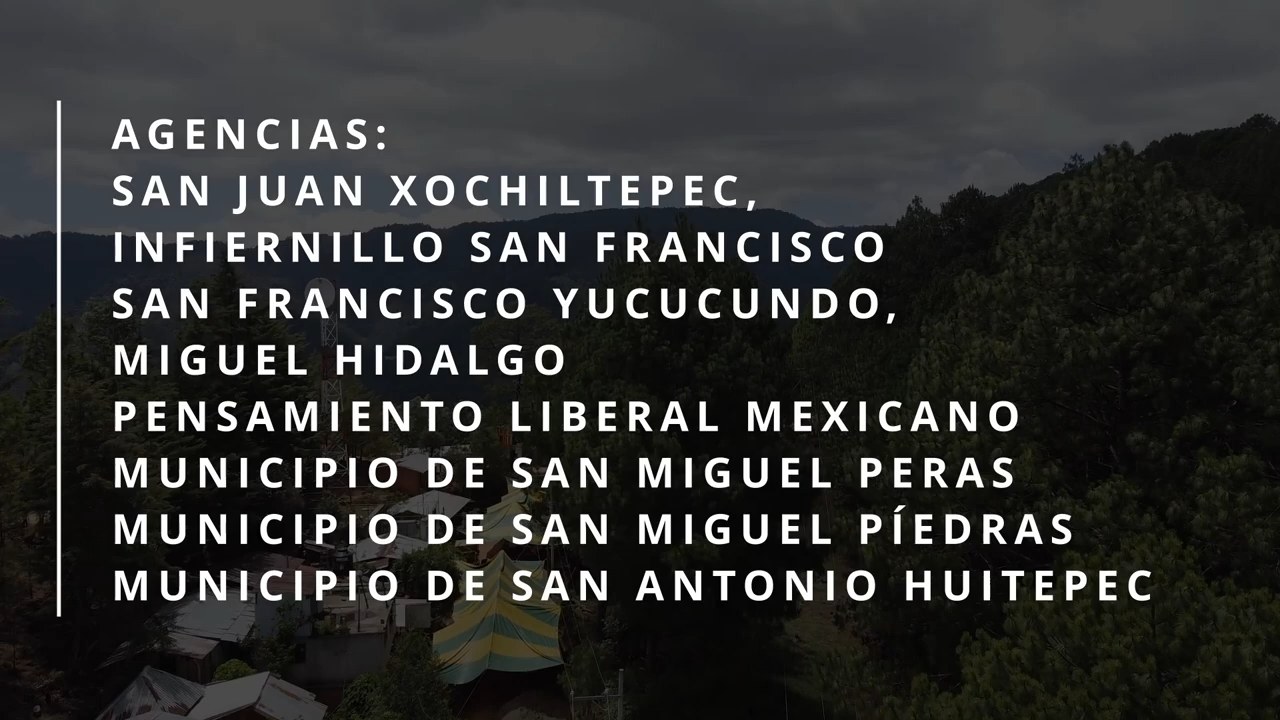 AGENCIAS:
SAN JUAN XOCHILTEPEC,
INFIERNILLO SAN FRANCISCO
SAN FRANCISCO YUCUCUNDO,
MIGUEL HIDALGO
PENSAMIENTO LIBERAL MEXICANO
MUNICIPIO DE SAN MIGUEL PERAS
MUNICIPIO DE SAN MIGUEL PÍEDRAS
MUNICIPIO DE SAN ANTONIO HUITEPEC